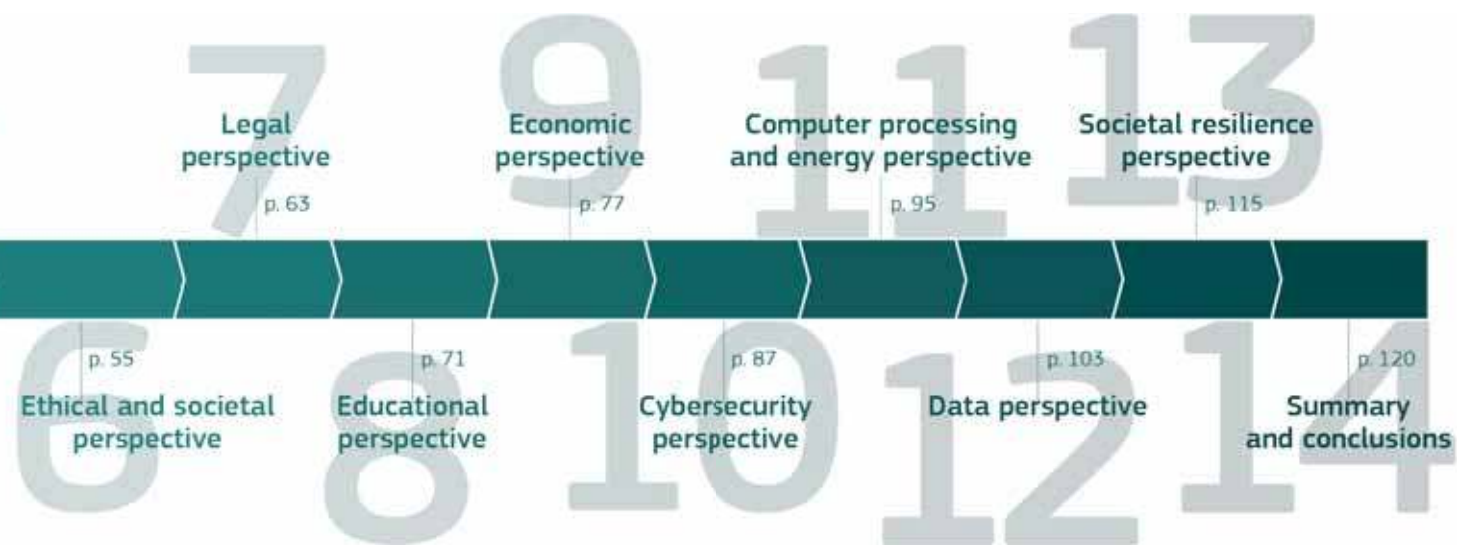 7
Legal
perspective
p. 63
9
Economic
perspective
p. 77
11
Computer processing
and energy perspective
p. 95
13
Societal resilience
perspective
p. 115
6
p. 55
Ethical and societal
perspective
8
p. 71
Educational
perspective
10
p. 87
Cybersecurity
perspective
12
p. 103
Data perspective
14
p. 120
Summary
and conclusions